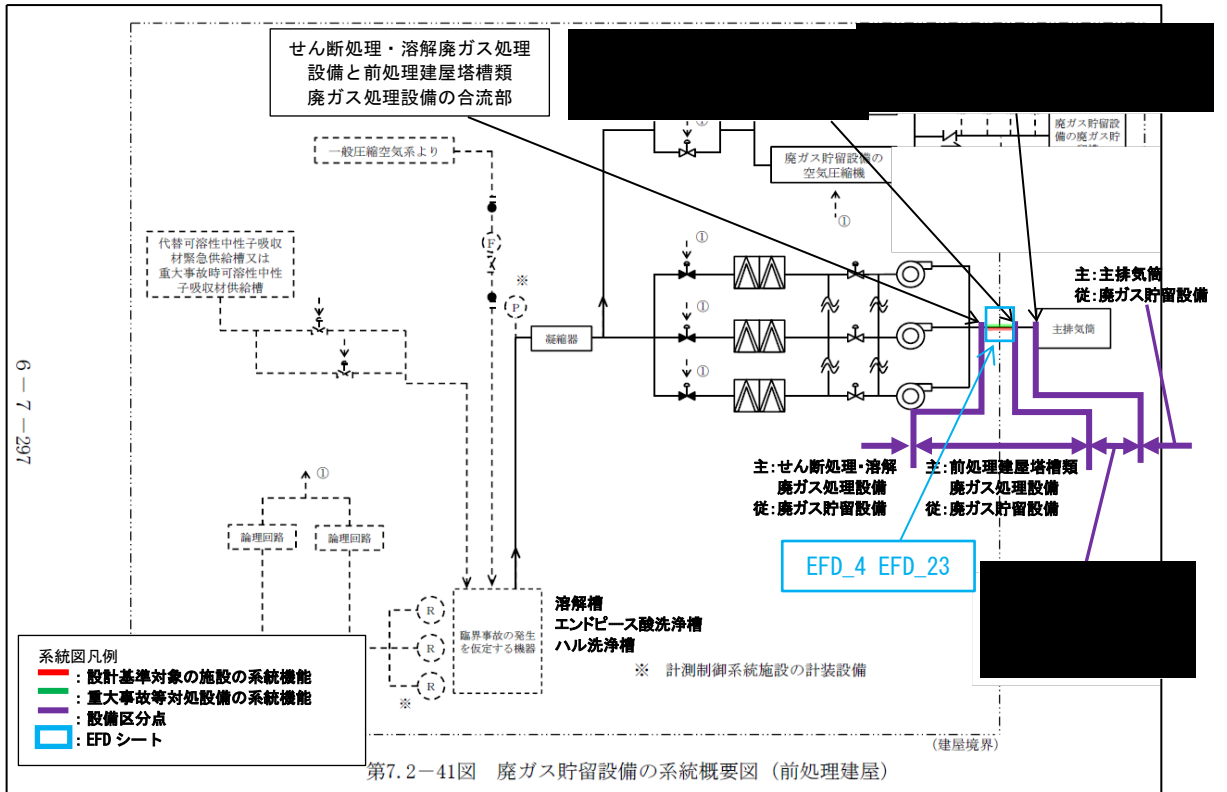 せん断処理・溶解廃ガス処理
設備と前処理建屋塔槽類
廃ガス処理設備の合流部
一般圧縮空気系より
①
廃ガス貯留設備の
空気圧縮機
①
廃ガス貯留設
備の廃ガス貯
代替可溶性中性子吸収
材緊急供給槽又は
重大事故時可溶性中性
子吸収材供給槽
F
※
P
凝縮器
①
①
①
主:主排気筒
従:廃ガス貯留設備
主排気筒
6-7-297
①
論理回路
論理回路
主:せん断処理・溶解
廃ガス処理設備
従:廃ガス貯留設備
主:前処理建屋塔槽類
廃ガス処理設備
従:廃ガス貯留設備
EFD_4 EFD_23
R
R
R
※
臨界事故の発生
を仮定する機器
溶解槽
エンドピース酸洗浄槽
ハル洗浄槽
※ 計測制御系統施設の計装設備
系統図凡例
:設計基準対象の施設の系統機能
:重大事故等対処設備の系統機能
:設備区分点
:EFDシート
(建屋境界)
第7.2-41図 廃ガス貯留設備の系統概要図(前処理建屋)